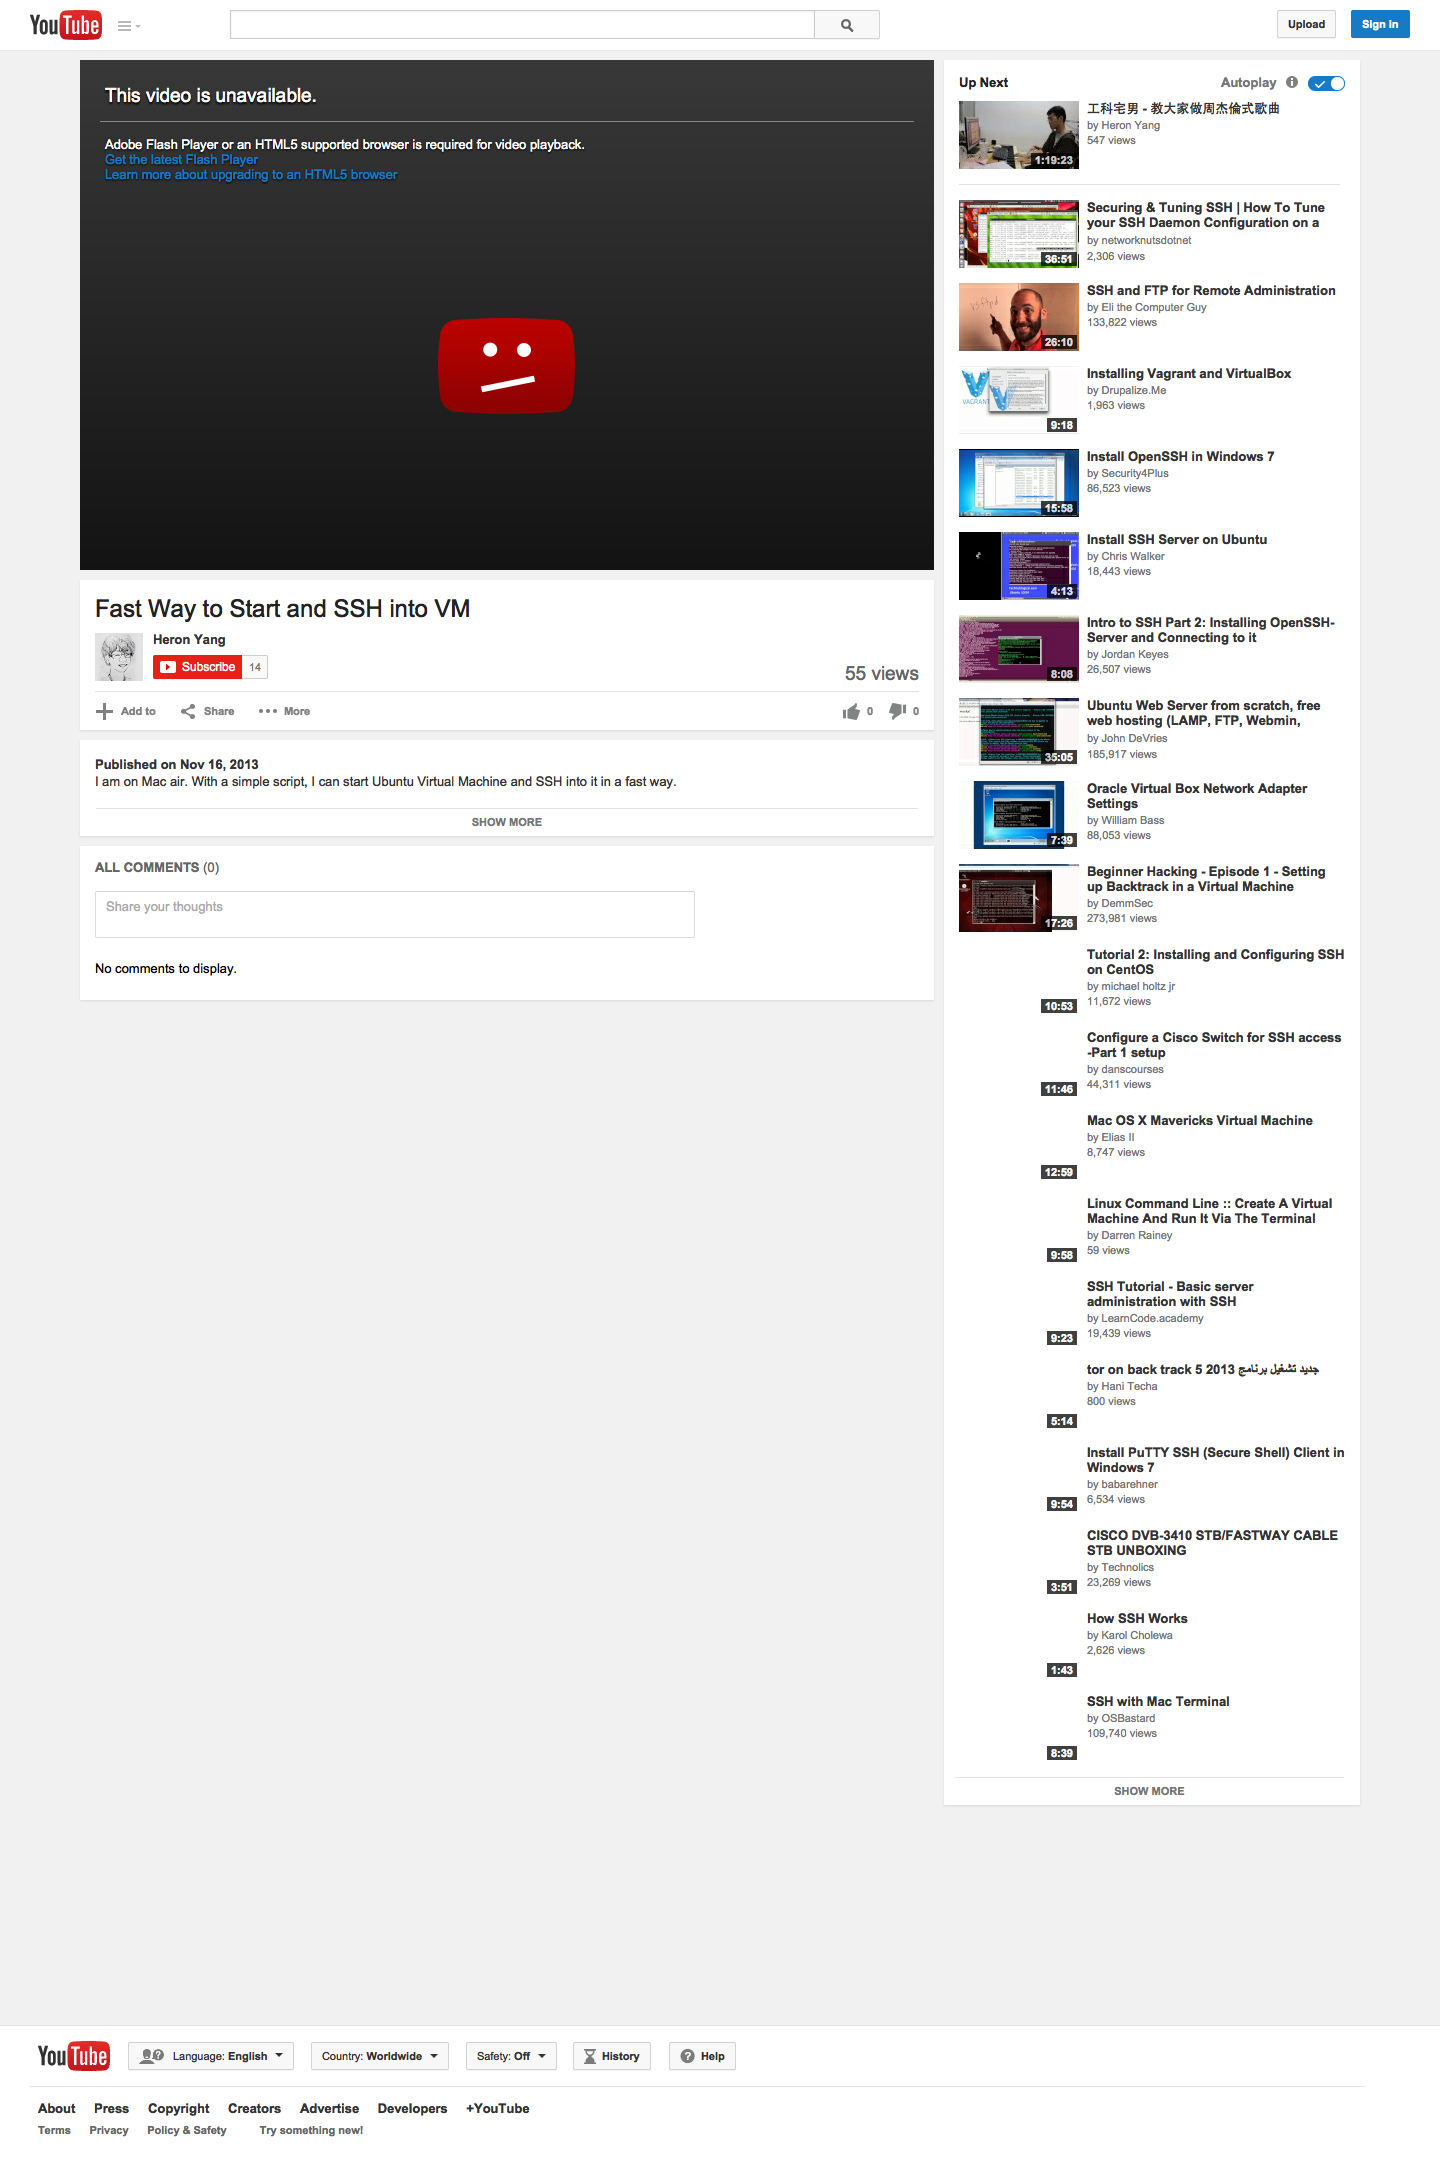 YouTube
Upload
Sign In
This video is unavailable.
Adobe Flash Player or an HTML5 supported browser is required for video playback.
Get the latest Flash Player
Learn more about upgrading to an HTML5 browser
Fast Way to Start and SSH into VM
Heron Yang
Subscribe 14
55 views
Add to Share More 0 0
Published on Nov 16, 2013
I am on Mac air. With a simple script, I can start Ubuntu Virtual Machine and SSH into it in a fast way.
SHOW MORE
ALL COMMENTS (0)
Share your thoughts
No comments to display.
Up Next Autoplay
工科宅男 - 教大家做周杰倫式歌曲
by Heron Yang
547 views
1:19:23
Securing & Tuning SSH | How To Tune
your SSH Daemon Configuration on a
by networknutsdotnet
2,306 views
36:51
SSH and FTP for Remote Administration
by Eli the Computer Guy
133,822 views
vsftpd
26:10
Installing Vagrant and VirtualBox
by Drupalize.Me
1,963 views
VAGRANT
9:18
Install OpenSSH in Windows 7
by Security4Plus
86,523 views
15:58
Install SSH Server on Ubuntu
by Chris Walker
18,443 views
4:13
Intro to SSH Part 2: Installing OpenSSH-
Server and Connecting to it
by Jordan Keyes
26,507 views
8:08
Ubuntu Web Server from scratch, free
web hosting (LAMP, FTP, Webmin,
by John DeVries
185,917 views
35:05
Oracle Virtual Box Network Adapter
Settings
by William Bass
88,053 views
7:39
Beginner Hacking - Episode 1 - Setting
up Backtrack in a Virtual Machine
by DemmSec
273,981 views
17:26
Tutorial 2: Installing and Configuring SSH
on CentOS
by michael holtz jr
11,672 views
10:53
Configure a Cisco Switch for SSH access
-Part 1 setup
by danscourses
44,311 views
11:46
Mac OS X Mavericks Virtual Machine
by Elias II
8,747 views
12:59
Linux Command Line :: Create A Virtual
Machine And Run It Via The Terminal
by Darren Rainey
59 views
9:58
SSH Tutorial - Basic server
administration with SSH
by LearnCode.academy
19,439 views
9:23
tor on back track 5 2013 جديد تشغيل برنامج
by Hani Techa
800 views
5:14
Install PuTTY SSH (Secure Shell) Client in
Windows 7
by babarehner
6,534 views
9:54
CISCO DVB-3410 STB/FASTWAY CABLE
STB UNBOXING
by Technolics
23,269 views
3:51
How SSH Works
by Karol Cholewa
2,626 views
1:43
SSH with Mac Terminal
by OSBastard
109,740 views
8:39
SHOW MORE
YouTube Language: English Country: Worldwide Safety: Off History Help
About Press Copyright Creators Advertise Developers +YouTube
Terms Privacy Policy & Safety Try something new!